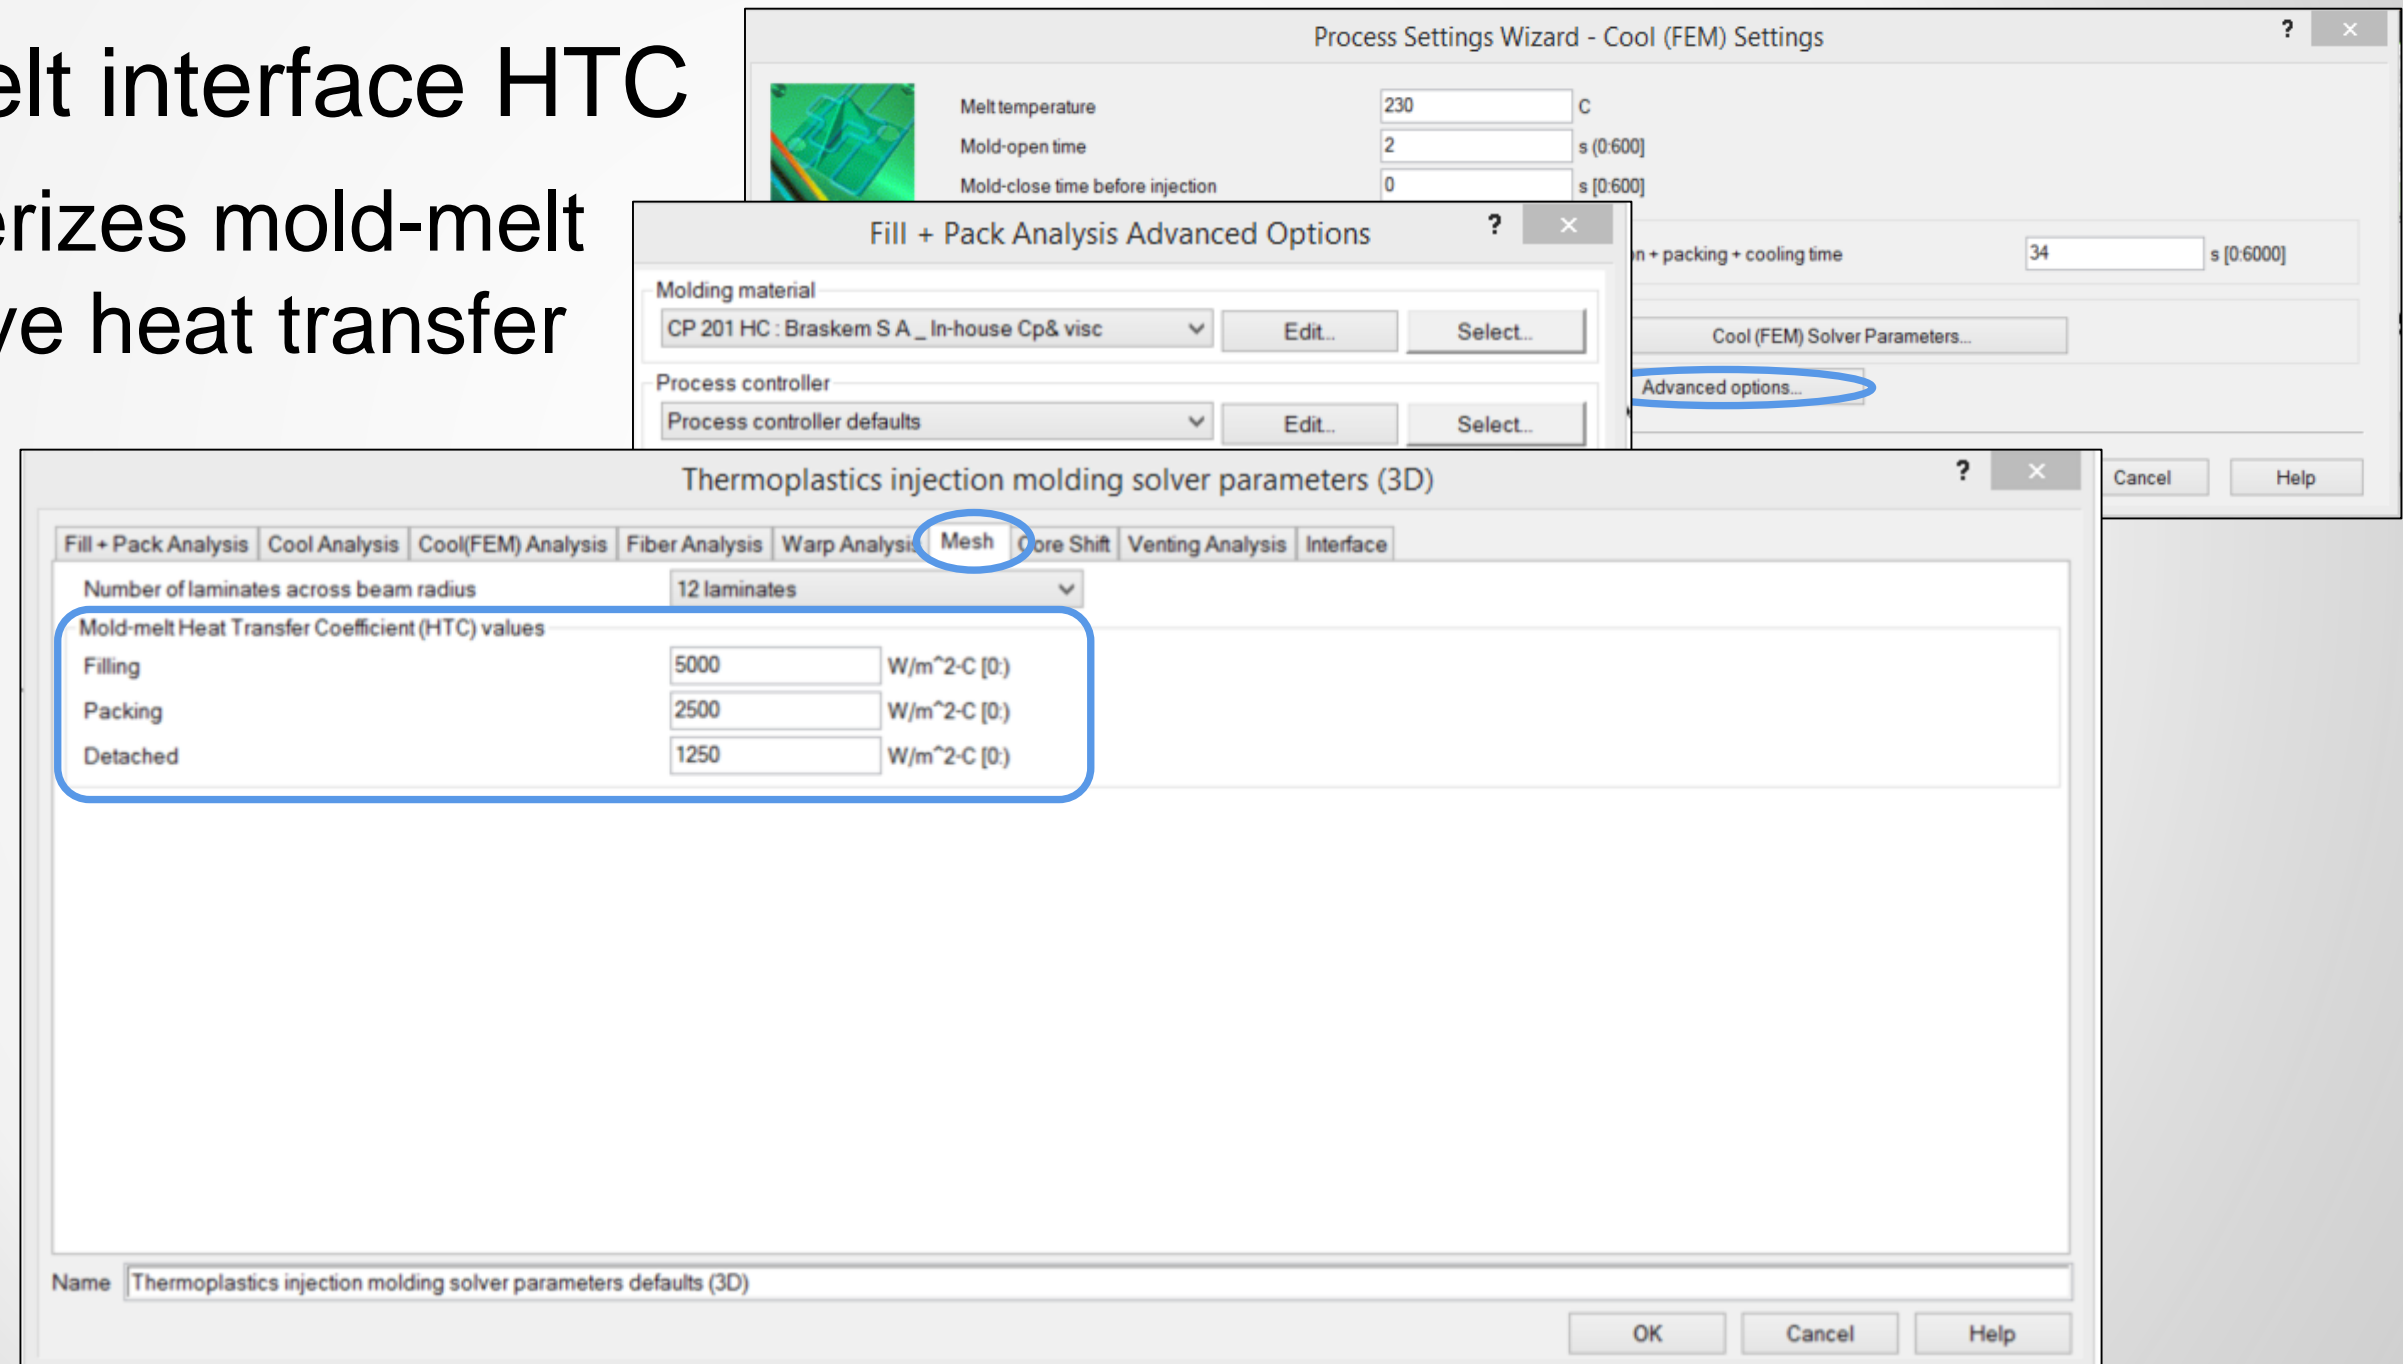 elt interface HTC
erizes mold-melt
ve heat transfer
Process Settings Wizard - Cool (FEM) Settings
?
Melt temperature 230 C
Mold-open time 2 s (0:600]
Mold-close time before injection 0 s [0:600]
n + packing + cooling time 34 s [0:6000]
Cool (FEM) Solver Parameters...
Advanced options...
Cancel Help
Fill + Pack Analysis Advanced Options
?
Molding material
CP 201 HC : Braskem S A _ In-house Cp& visc Edit... Select...
Process controller
Process controller defaults Edit... Select...
Thermoplastics injection molding solver parameters (3D)
?
Fill + Pack Analysis Cool Analysis Cool(FEM) Analysis Fiber Analysis Warp Analysis Mesh Core Shift Venting Analysis Interface
Number of laminates across beam radius 12 laminates
Mold-melt Heat Transfer Coefficient (HTC) values
Filling 5000 W/m^2-C [0:)
Packing 2500 W/m^2-C [0:)
Detached 1250 W/m^2-C [0:)
Name Thermoplastics injection molding solver parameters defaults (3D)
OK Cancel Help